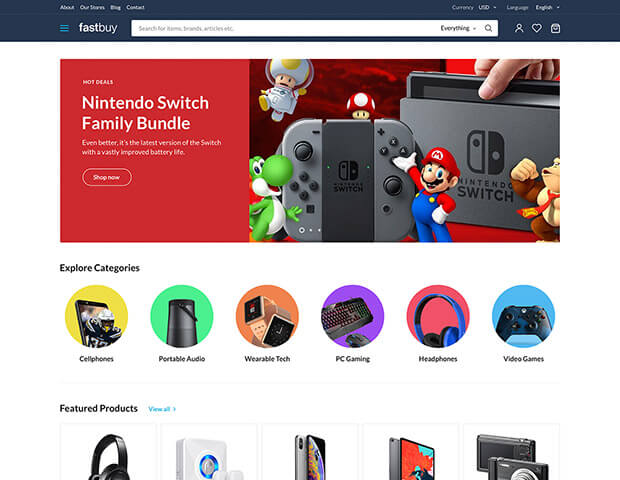 About Our Stores Blog Contact Currency USD Language English
fastbuy Search for items, brands, articles etc. Everything
HOT DEALS
Nintendo Switch
Family Bundle
Even better, it's the latest version of the Switch
with a vastly improved battery life.
Shop now
NINTENDO
SWITCH
NINTENDO
SWITCH
Explore Categories
Cellphones Portable Audio Wearable Tech PC Gaming Headphones Video Games
Featured Products View all